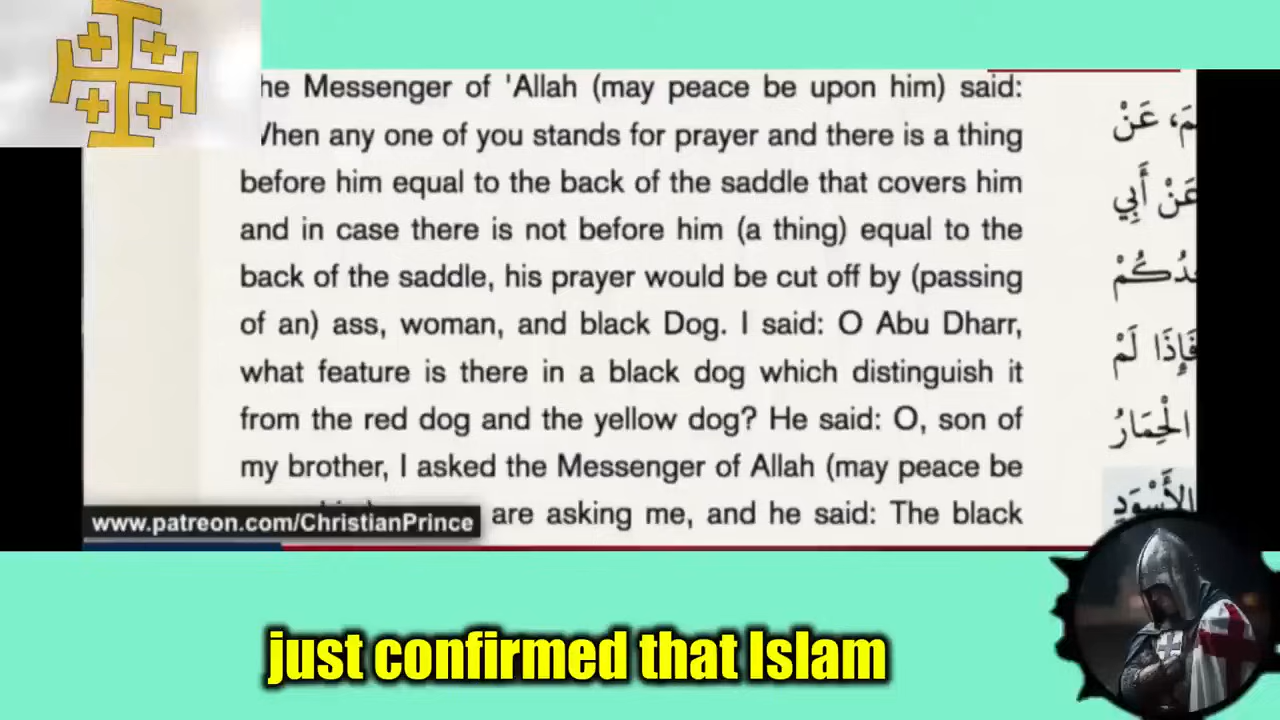 he Messenger of 'Allah (may peace be upon him) said:
When any one of you stands for prayer and there is a thing
before him equal to the back of the saddle that covers him
and in case there is not before him (a thing) equal to the
back of the saddle, his prayer would be cut off by (passing
of an) ass, woman, and black Dog. I said: O Abu Dharr,
what feature is there in a black dog which distinguish it
from the red dog and the yellow dog? He said: O, son of
my brother, I asked the Messenger of Allah (may peace be
are asking me, and he said: The black
مَ، عَنْ
عَنْ أَبِي
فَإِذَا لَمْ
الْحِمَارُ
الأَسْوَدِ
www.patreon.com/ChristianPrince
just confirmed that Islam